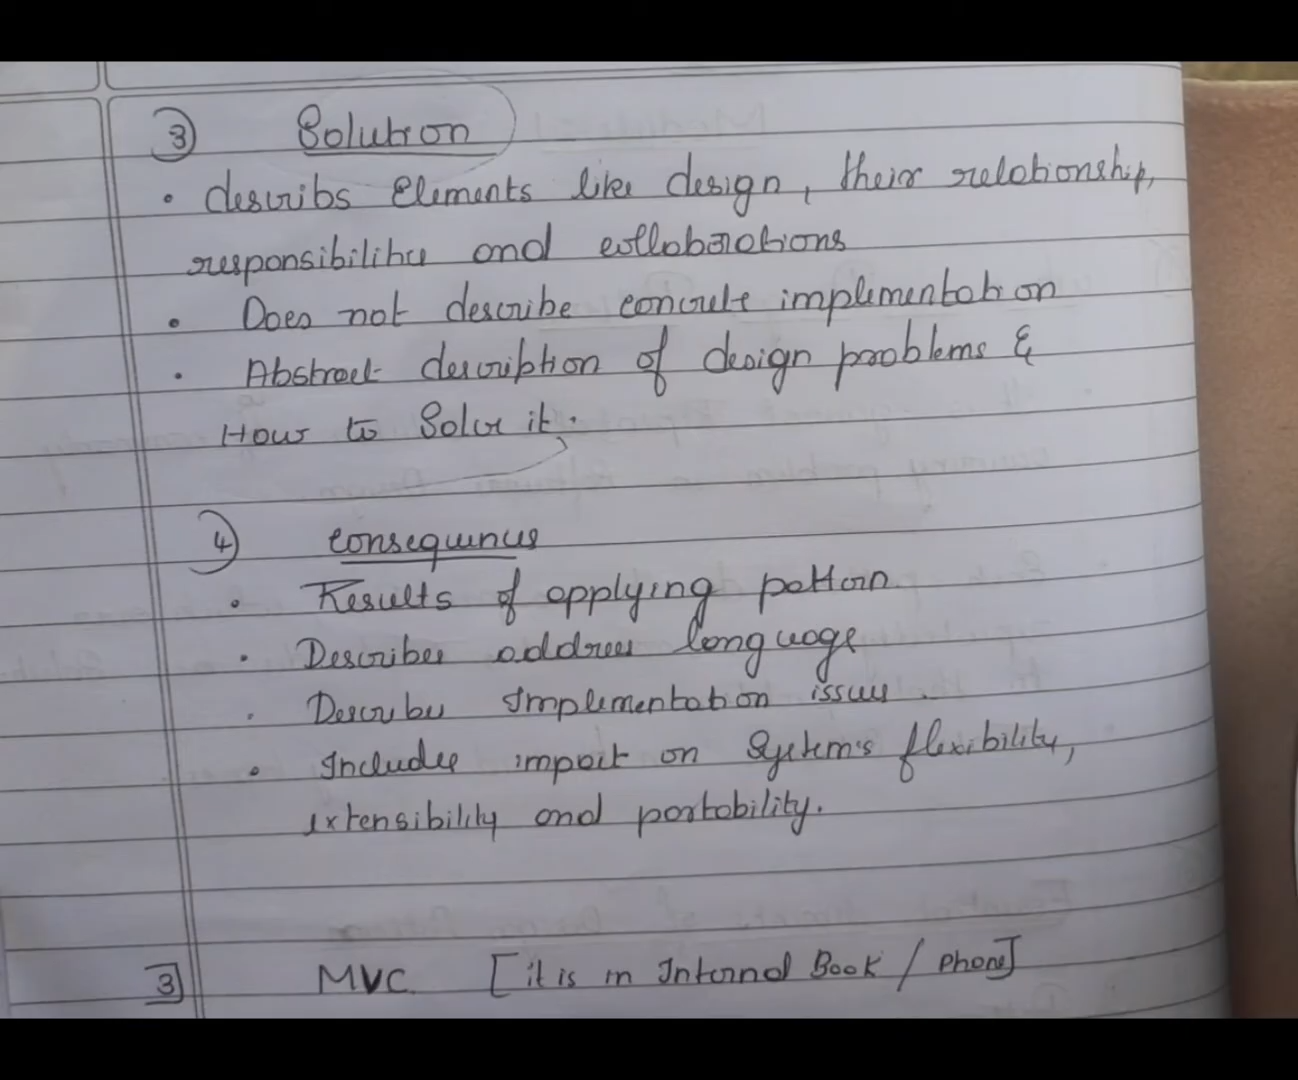 3 Solution
• describs Elements like design, their relationship,
responsibilitu and collaborations
• Does not describe concrete implimentation
• Abstract description of design problems &
How to Solve it.
4 Consequences
• Results of applying pattern
• Describes address language
• Describes Implementation issues.
• Includes impact on System's flexibility,
extensibility and portability.
3 MVC [it is in Internal Book / Phone]